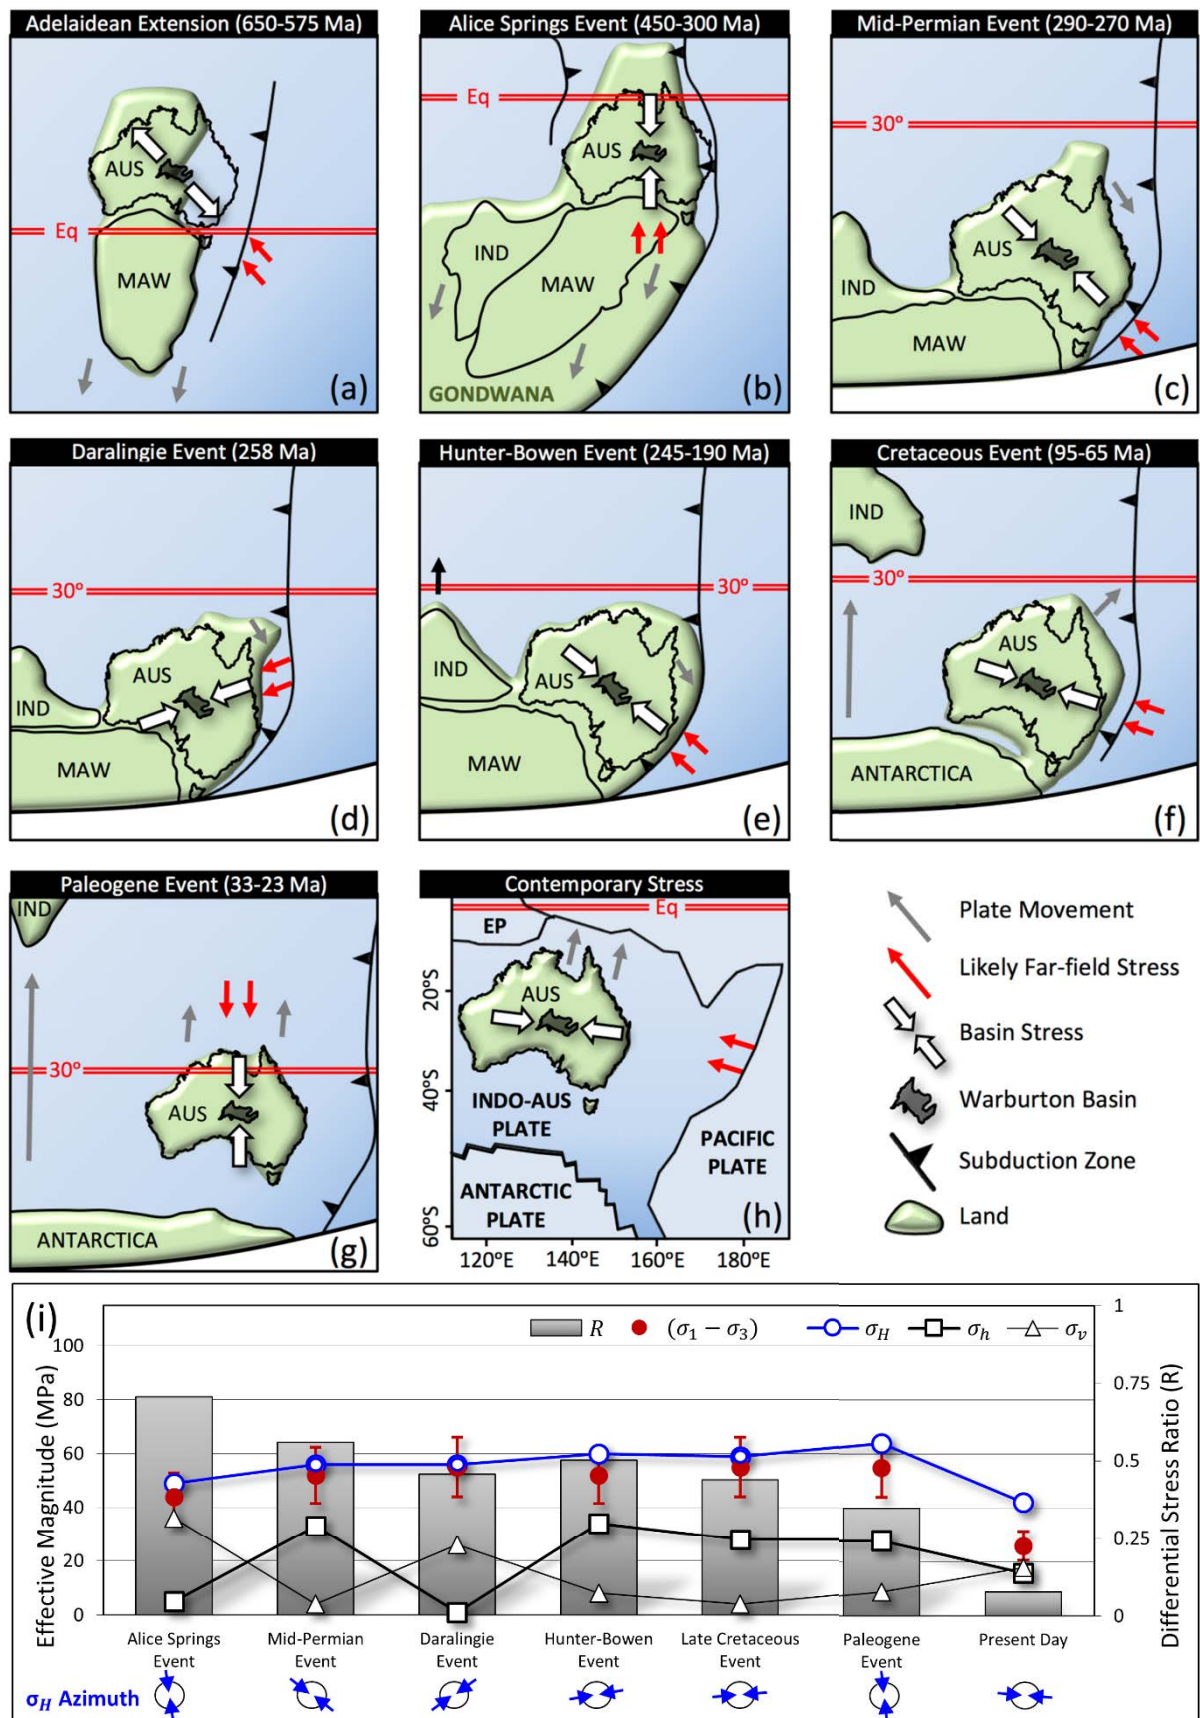 Adelaidean Extension (650-575 Ma)
AUS
Eq
MAW
(a)
Alice Springs Event (450-300 Ma)
Eq
AUS
IND
MAW
GONDWANA
(b)
Mid-Permian Event (290-270 Ma)
30°
AUS
IND
MAW
(c)
Daralingie Event (258 Ma)
30°
AUS
IND
MAW
(d)
Hunter-Bowen Event (245-190 Ma)
30°
IND
AUS
MAW
(e)
Cretaceous Event (95-65 Ma)
IND
30°
AUS
ANTARCTICA
(f)
Paleogene Event (33-23 Ma)
IND
30°
AUS
ANTARCTICA
(g)
Contemporary Stress
Eq
EP
20°S
AUS
40°S
INDO-AUS
PLATE
PACIFIC
PLATE
ANTARCTIC
PLATE
60°S
(h)
120°E 140°E 160°E 180°E
Plate Movement
Likely Far-field Stress
Basin Stress
Warburton Basin
Subduction Zone
Land
(i)
R (σ₁ − σ₃) σ_H σ_h σ_v
Effective Magnitude (MPa)
100
80
60
40
20
0
1
0.75
0.5
0.25
0
Differential Stress Ratio (R)
Alice Springs
Event
Mid-Permian
Event
Daralingie
Event
Hunter-Bowen
Event
Late Cretaceous
Event
Paleogene
Event
Present Day
σ_H Azimuth